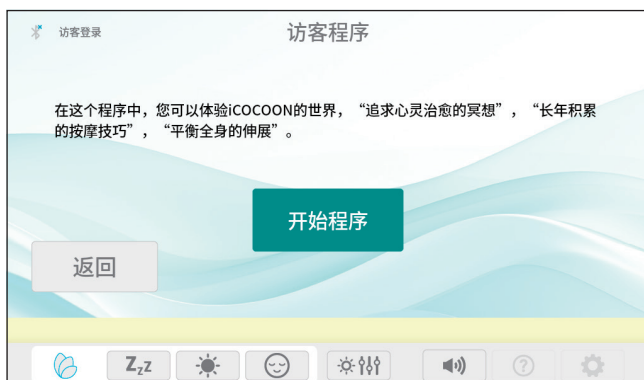 访客登录
访客程序
在这个程序中，您可以体验iCOCOON的世界，“追求心灵治愈的冥想”，“长年积累
的按摩技巧”，“平衡全身的伸展”。
开始程序
返回
ZzZ